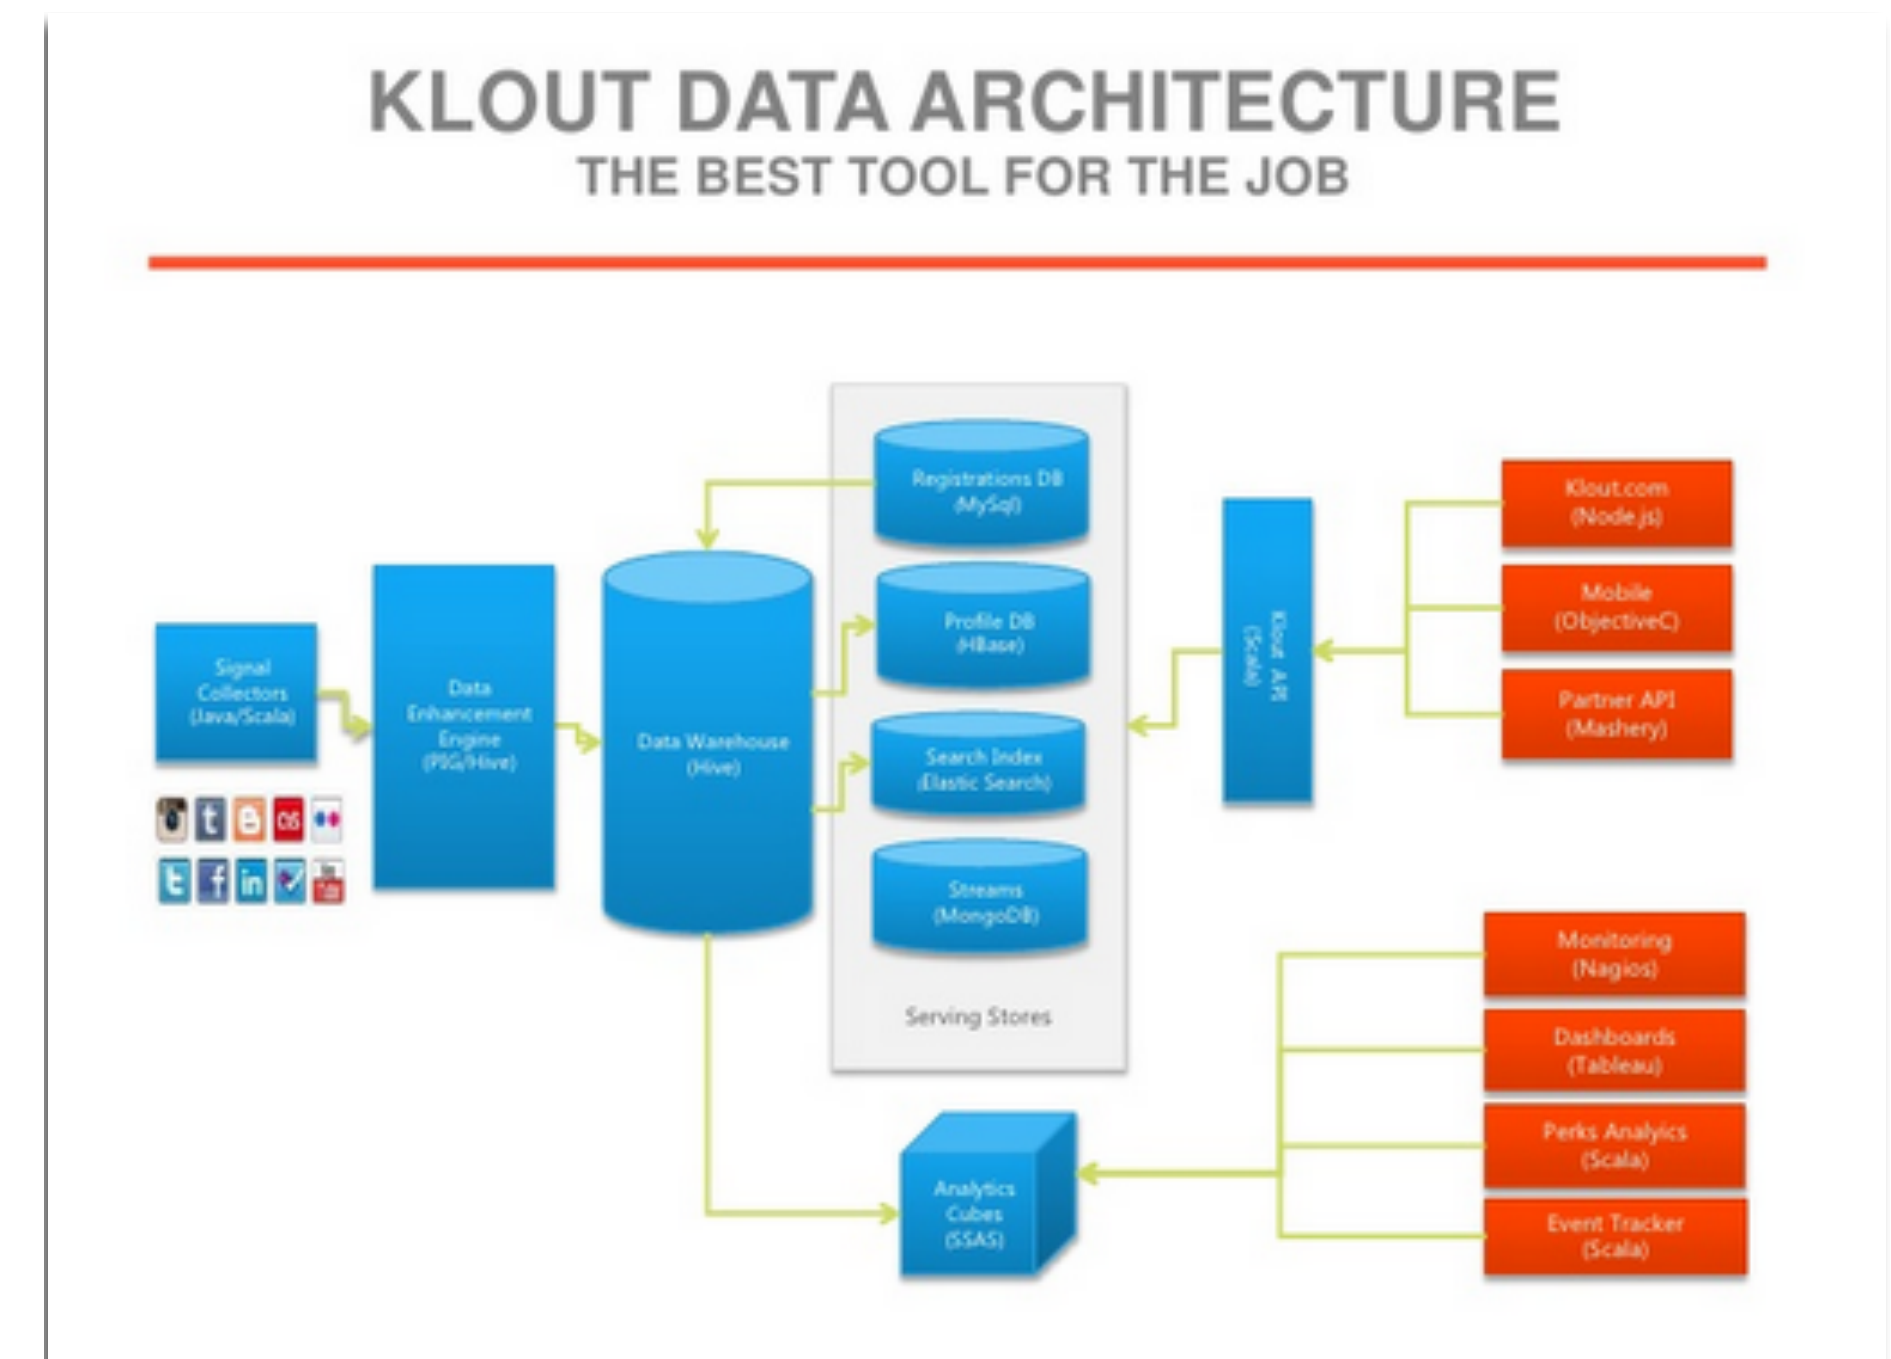 KLOUT DATA ARCHITECTURE
THE BEST TOOL FOR THE JOB
Signal
Collectors
(Java/Scala)
Data
Enhancement
Engine
(PIG/Hive)
Data Warehouse
(Hive)
Registrations DB
(MySql)
Profile DB
(HBase)
Search Index
(Elastic Search)
Streams
(MongoDB)
Serving Stores
Klout API
(Scala)
Klout.com
(Node.js)
Mobile
(ObjectiveC)
Partner API
(Mashery)
Analytics
Cubes
(SSAS)
Monitoring
(Nagios)
Dashboards
(Tableau)
Perks Analyics
(Scala)
Event Tracker
(Scala)